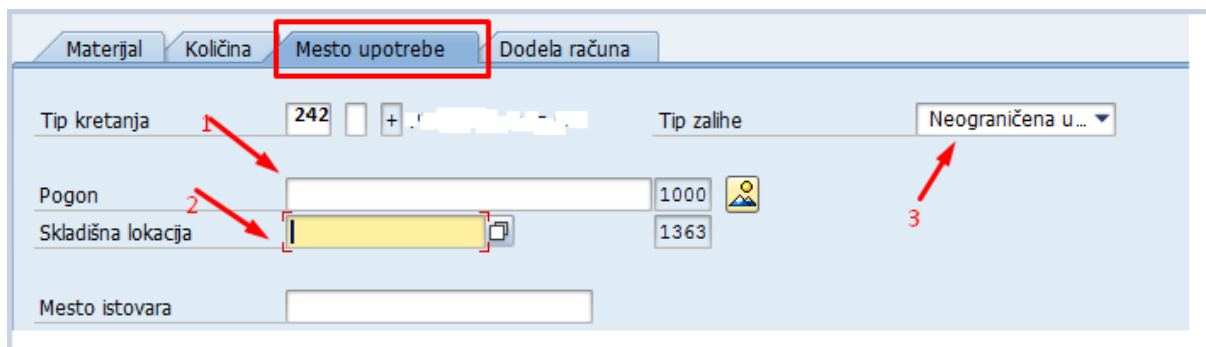 Materijal Količina Mesto upotrebe Dodela računa
Tip kretanja 1 242 + Tip zalihe Neograničena u...
Pogon 1000
2 3
Skladišna lokacija 1363
Mesto istovara